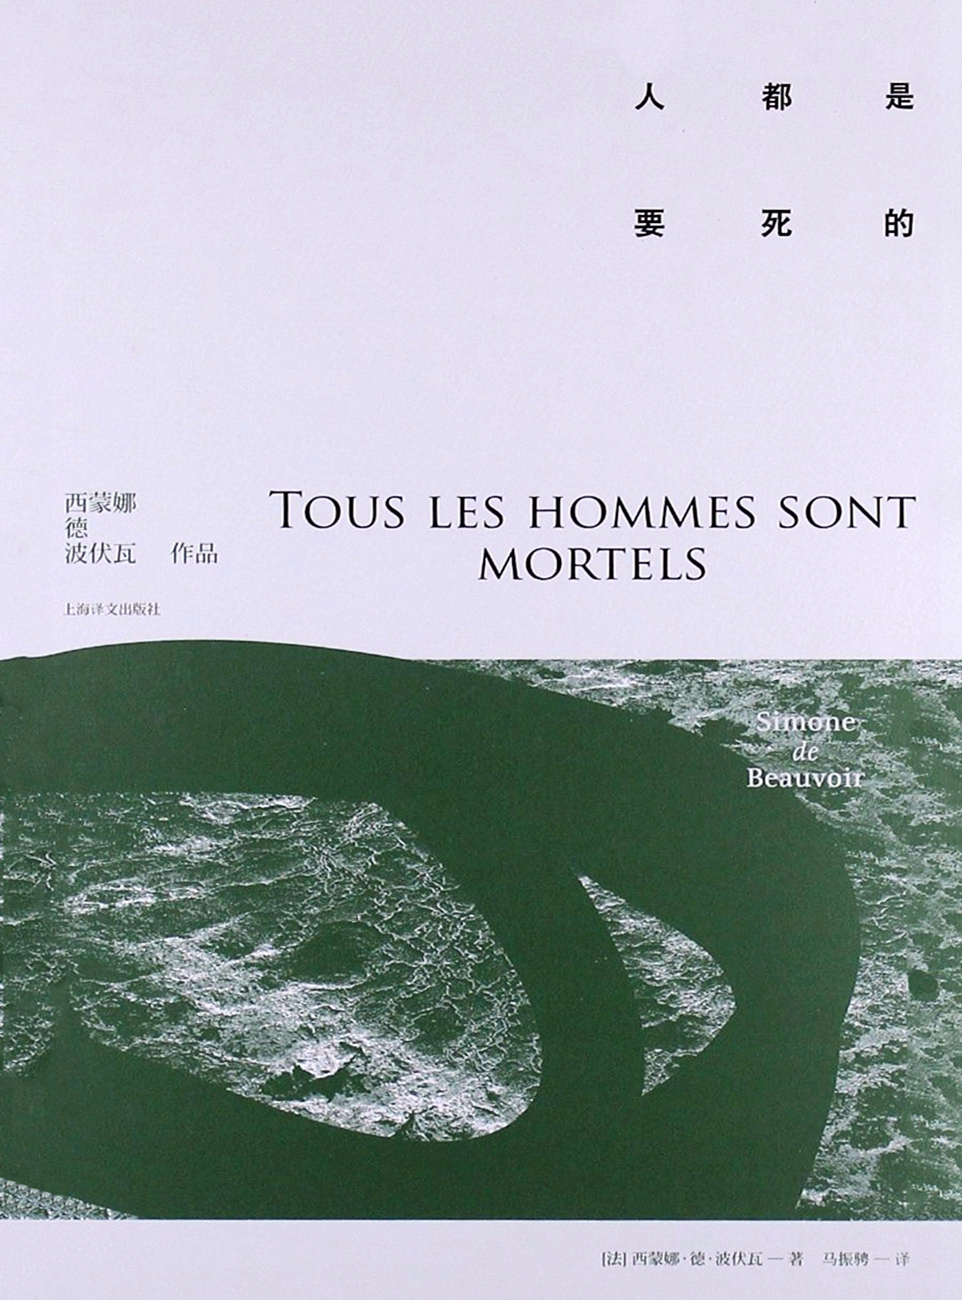 人都是
要死的
TOUS LES HOMMES SONT
MORTELS
西蒙娜
德
波伏瓦 作品
上海译文出版社
Simone
de
Beauvoir
[法] 西蒙娜·德·波伏瓦 — 著 马振骋 — 译